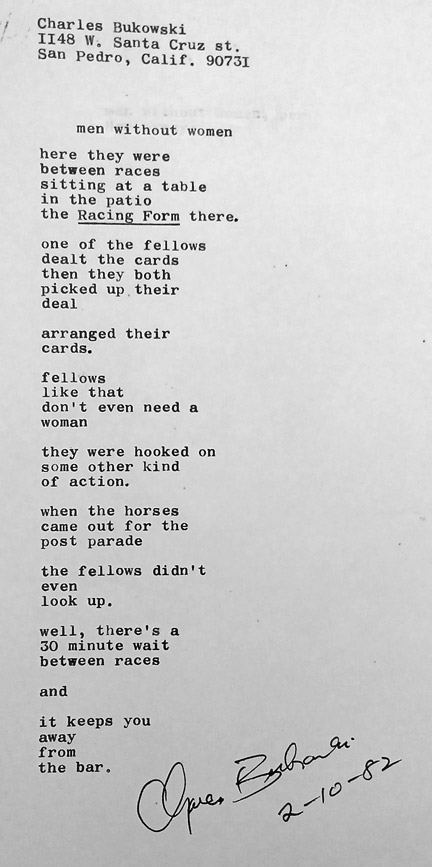 Charles Bukowski
II48 W. Santa Cruz st.
San Pedro, Calif. 9073I
men without women
here they were
between races
sitting at a table
in the patio
the Racing Form there.
one of the fellows
dealt the cards
then they both
picked up their
deal
arranged their
cards.
fellows
like that
don't even need a
woman
they were hooked on
some other kind
of action.
when the horses
came out for the
post parade
the fellows didn't
even
look up.
well, there's a
30 minute wait
between races
and
it keeps you
away
from
the bar.
Charles Bukowski
2-10-82